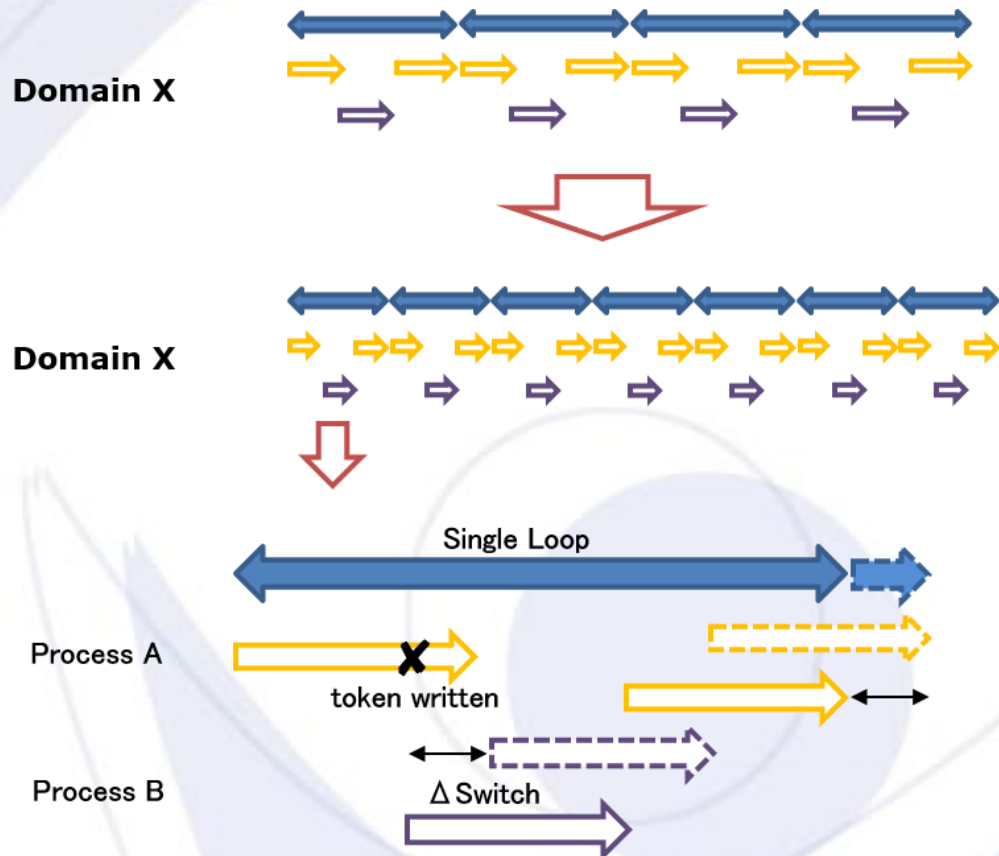 Domain X
Domain X
Single Loop
Process A
token written
Process B
Δ Switch